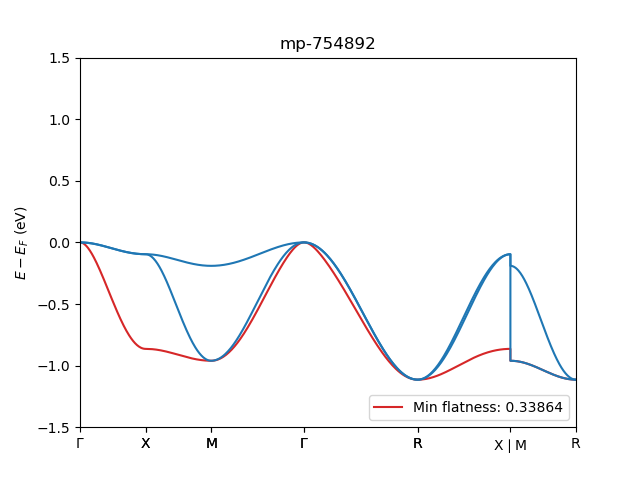 mp-754892
1.5
1.0
0.5
0.0
−0.5
−1.0
−1.5
E − E_F (eV)
Min flatness: 0.33864
Γ X M Γ R X | M R